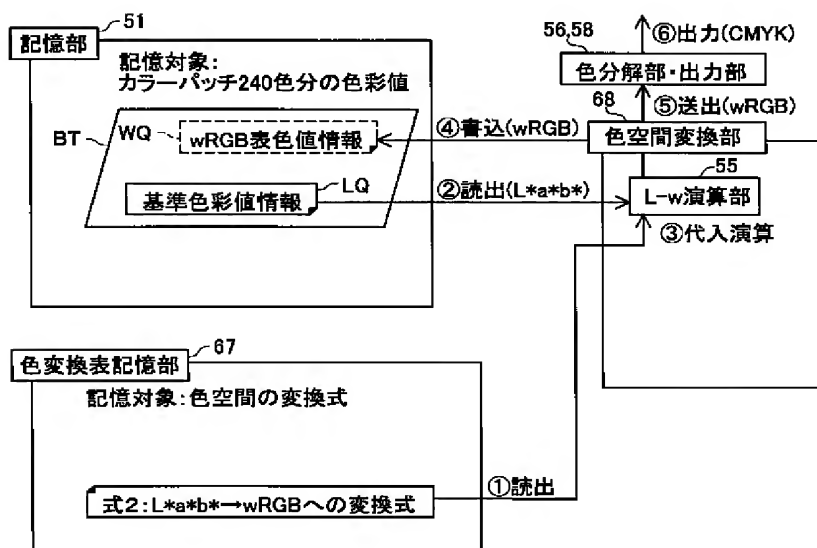 51
記憶部
記憶対象:
カラーパッチ240色分の色彩値
BT
WQ
wRGB表色値情報
LQ
基準色彩値情報
④書込(wRGB)
②読出(L*a*b*)
⑥出力(CMYK)
56,58
色分解部・出力部
⑤送出(wRGB)
68
色空間変換部
55
L-w演算部
③代入演算
67
色変換表記憶部
記憶対象:色空間の変換式
式2:L*a*b*→wRGBへの変換式
①読出